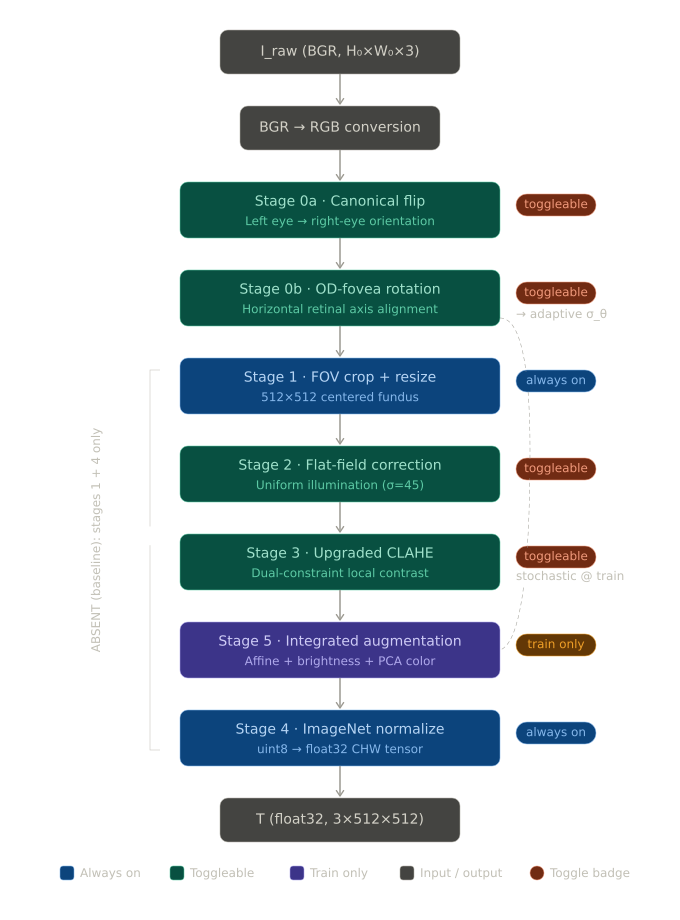 I_raw (BGR, H₀×W₀×3)
BGR → RGB conversion
Stage 0a · Canonical flip
Left eye → right-eye orientation
toggleable
Stage 0b · OD-fovea rotation
Horizontal retinal axis alignment
toggleable
→ adaptive σ_θ
Stage 1 · FOV crop + resize
512×512 centered fundus
always on
ABSENT (baseline): stages 1 + 4 only
Stage 2 · Flat-field correction
Uniform illumination (σ=45)
toggleable
Stage 3 · Upgraded CLAHE
Dual-constraint local contrast
toggleable
stochastic @ train
Stage 5 · Integrated augmentation
Affine + brightness + PCA color
train only
Stage 4 · ImageNet normalize
uint8 → float32 CHW tensor
always on
T (float32, 3×512×512)
Always on
Toggleable
Train only
Input / output
Toggle badge